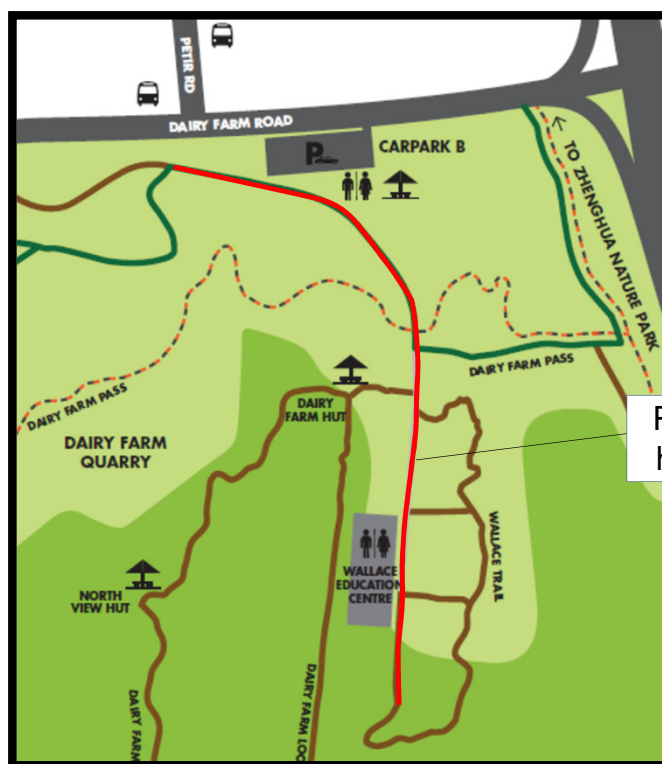 PETIR RD
DAIRY FARM ROAD
P
CARPARK B
TO ZHENGHUA NATURE PARK
DAIRY FARM PASS
DAIRY FARM PASS
DAIRY FARM
HUT
DAIRY FARM
QUARRY
WALLACE
EDUCATION
CENTRE
WALLACE TRAIL
NORTH
VIEW HUT
DAIRY FARM
DAIRY FARM LOO